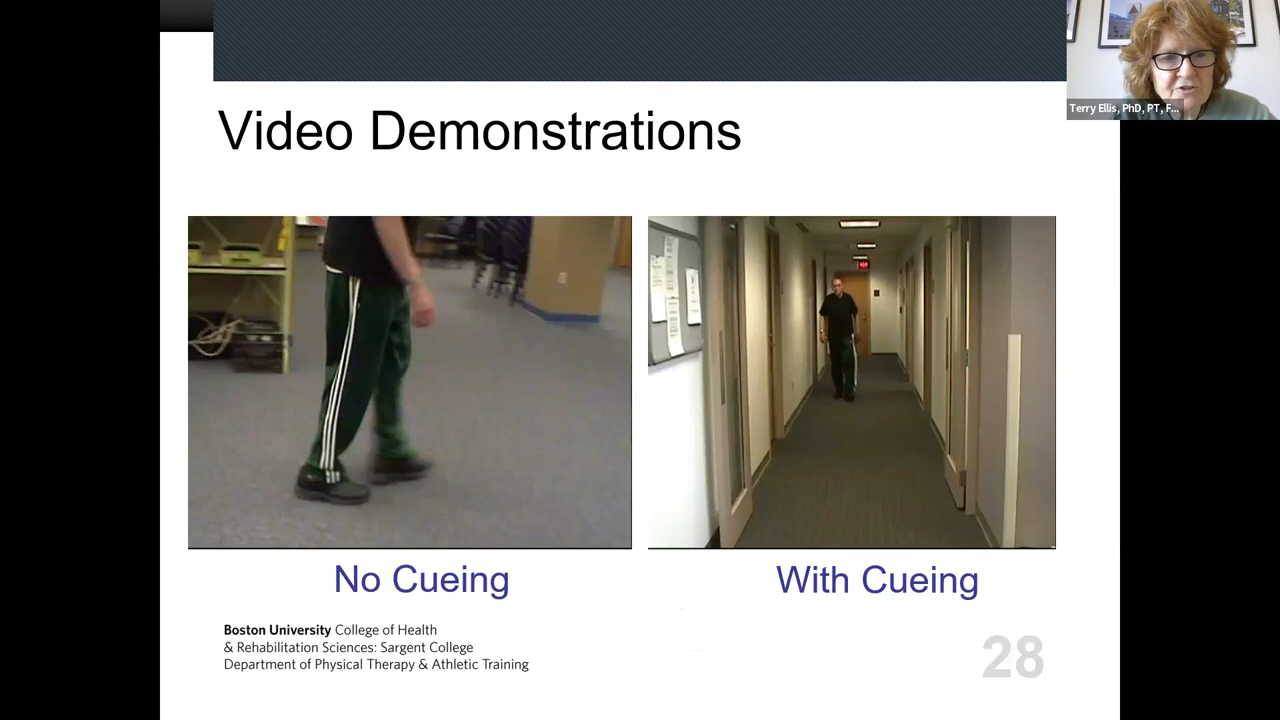 Terry Ellis, PhD, PT, F...
Video Demonstrations
No Cueing
With Cueing
Boston University College of Health
& Rehabilitation Sciences: Sargent College
Department of Physical Therapy & Athletic Training
28